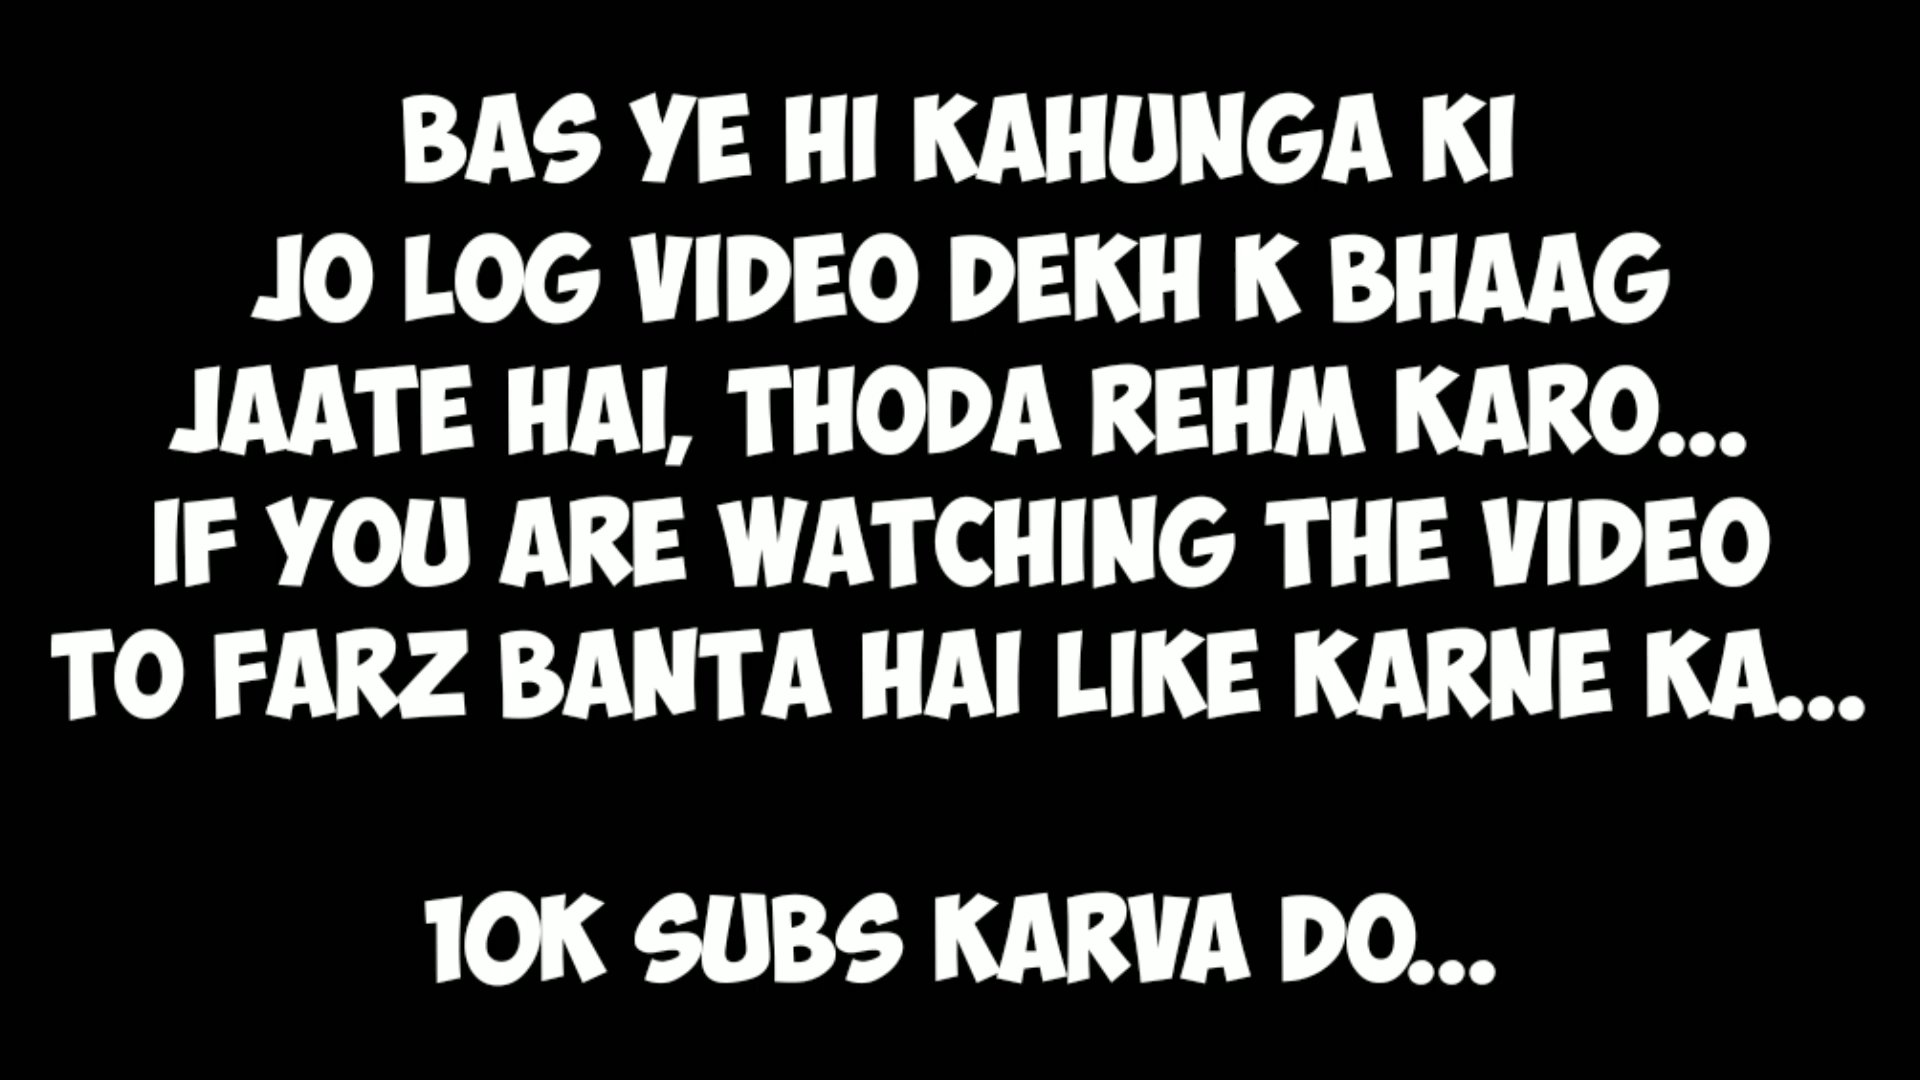 BAS YE HI KAHUNGA KI
JO LOG VIDEO DEKH K BHAAG
JAATE HAI, THODA REHM KARO...
IF YOU ARE WATCHING THE VIDEO
TO FARZ BANTA HAI LIKE KARNE KA...
10K SUBS KARVA DO...